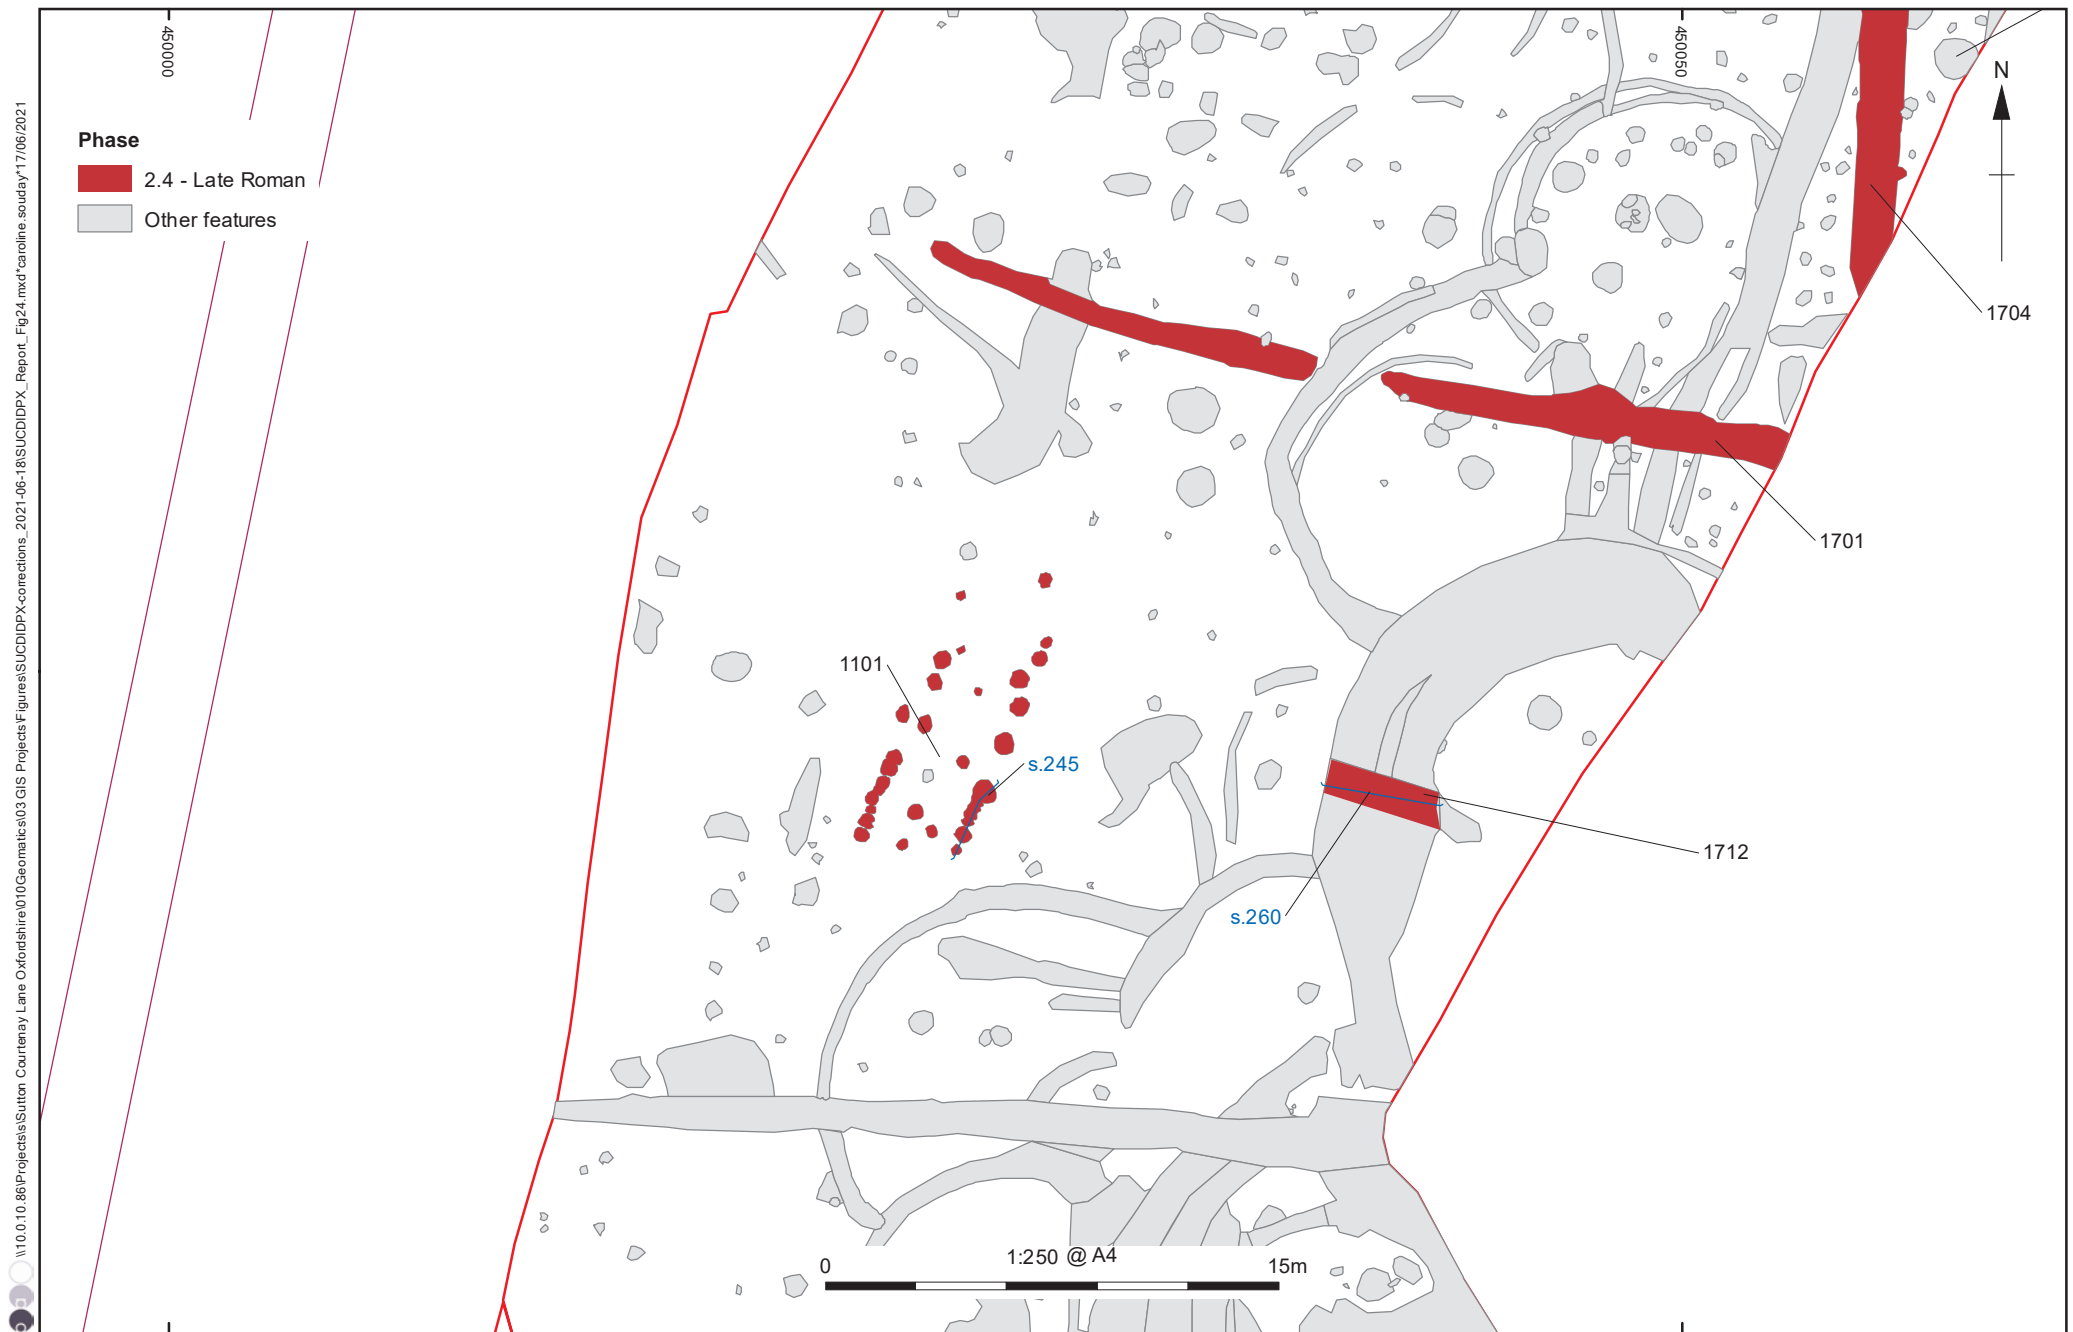 450000
450050
N
Phase
2.4 - Late Roman
Other features
1704
1701
1101
s.245
1712
s.260
1:250 @ A4
0
15m
\\10.0.10.86\Projects\s\Sutton Courtenay Lane Oxfordshire\010Geomatics\03 GIS Projects\Figures\SUCDIDPX-corrections_2021-06-18\SUCDIDPX_Report_Fig24.mxd*caroline.souday*17/06/2021